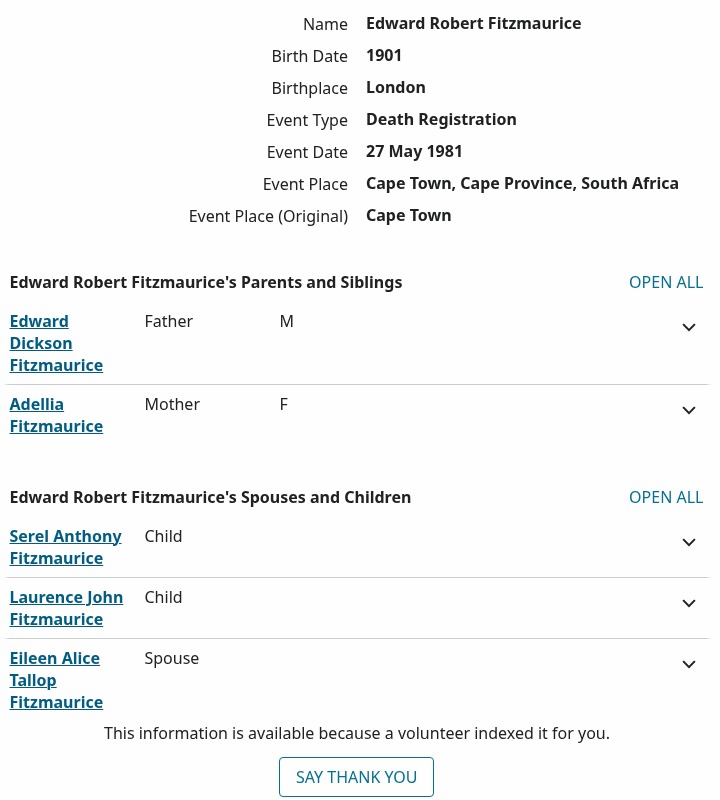 Name Edward Robert Fitzmaurice
Birth Date 1901
Birthplace London
Event Type Death Registration
Event Date 27 May 1981
Event Place Cape Town, Cape Province, South Africa
Event Place (Original) Cape Town
Edward Robert Fitzmaurice's Parents and Siblings OPEN ALL
Edward Father M
Dickson
Fitzmaurice
Adellia Mother F
Fitzmaurice
Edward Robert Fitzmaurice's Spouses and Children OPEN ALL
Serel Anthony Child
Fitzmaurice
Laurence John Child
Fitzmaurice
Eileen Alice Spouse
Tallop
Fitzmaurice
This information is available because a volunteer indexed it for you.
SAY THANK YOU